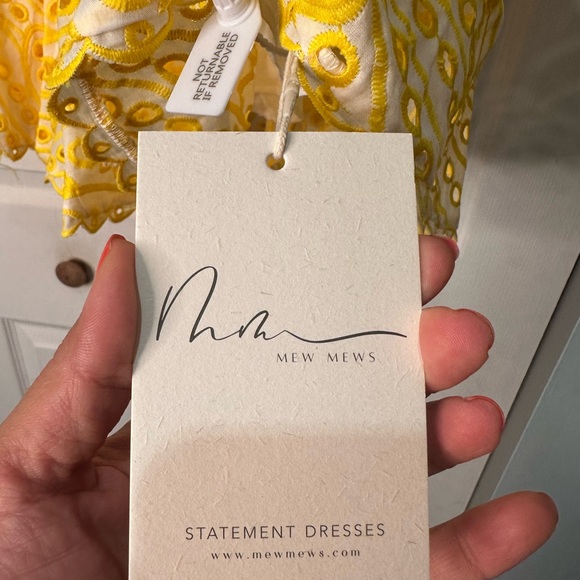 NOT
RETURNABLE
IF REMOVED
MEW MEWS
STATEMENT DRESSES
www.mewmews.com